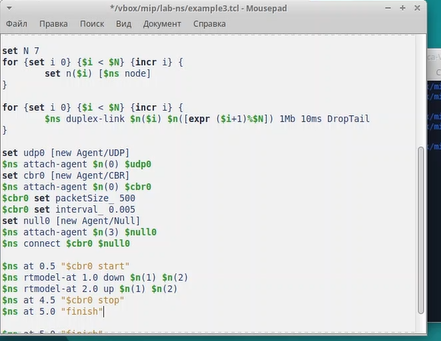 */vbox/mip/lab-ns/example3.tcl - Mousepad
Файл Правка Поиск Вид Документ Справка
set N 7
for {set i 0} {$i < $N} {incr i} {
set n($i) [$ns node]
}
for {set i 0} {$i < $N} {incr i} {
$ns duplex-link $n($i) $n([expr ($i+1)%$N]) 1Mb 10ms DropTail
}
set udp0 [new Agent/UDP]
$ns attach-agent $n(0) $udp0
set cbr0 [new Agent/CBR]
$ns attach-agent $n(0) $cbr0
$cbr0 set packetSize_ 500
$cbr0 set interval_ 0.005
set null0 [new Agent/Null]
$ns attach-agent $n(3) $null0
$ns connect $cbr0 $null0
$ns at 0.5 "$cbr0 start"
$ns rtmodel-at 1.0 down $n(1) $n(2)
$ns rtmodel-at 2.0 up $n(1) $n(2)
$ns at 4.5 "$cbr0 stop"
$ns at 5.0 "finish"